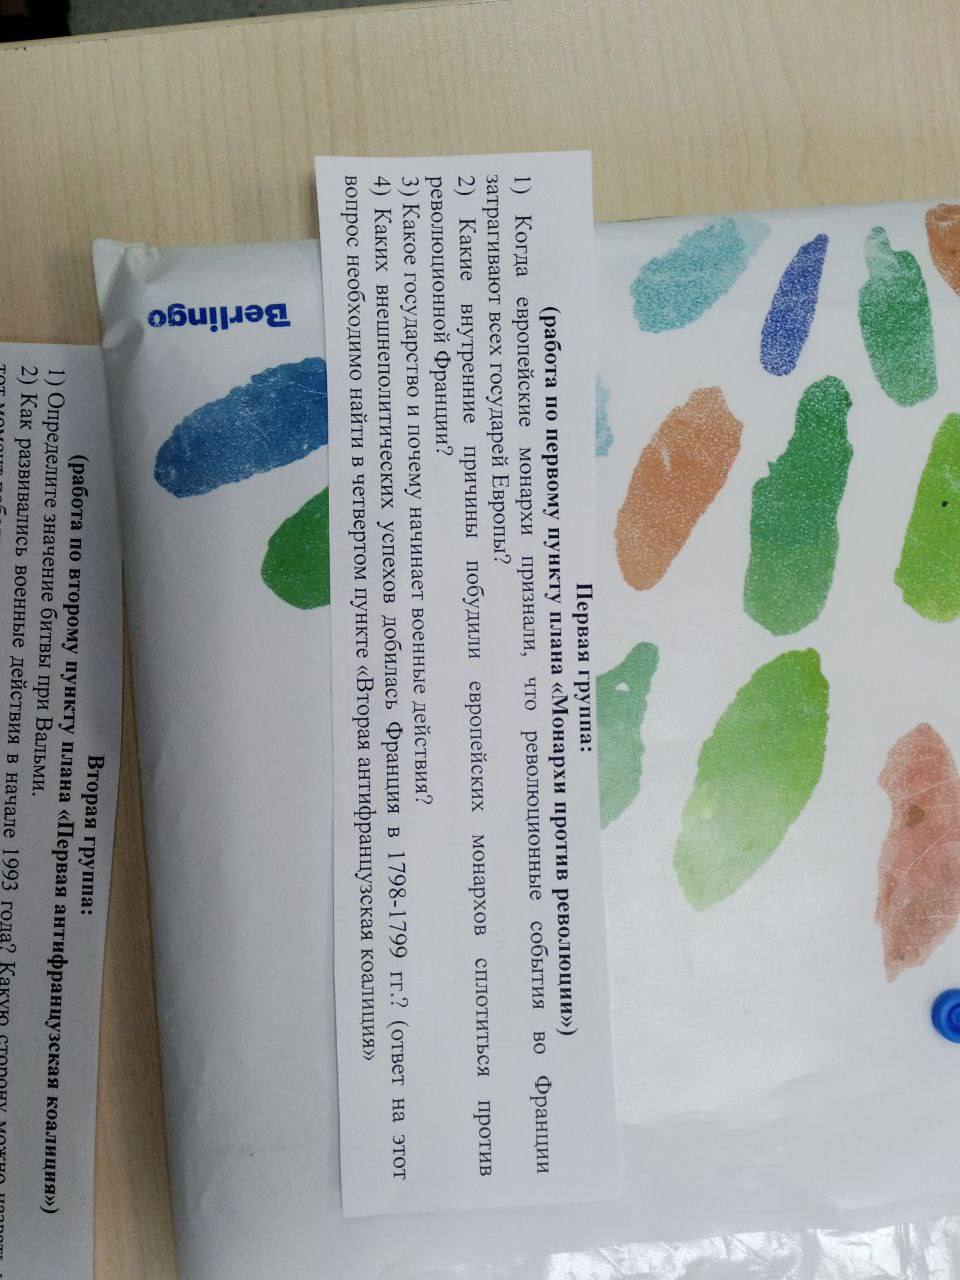 Первая группа:
(работа по первому пункту плана «Монархи против революции»)
1) Когда европейские монархи признали, что революционные события во Франции
затрагивают всех государей Европы?
2) Какие внутренние причины побудили европейских монархов сплотиться против
революционной Франции?
3) Какое государство и почему начинает военные действия?
4) Каких внешнеполитических успехов добилась Франция в 1798-1799 гг.? (ответ на этот
вопрос необходимо найти в четвертом пункте «Вторая антифранцузская коалиция»
Berlingo
Вторая группа:
(работа по второму пункту плана «Первая антифранцузская коалиция»)
1) Определите значение битвы при Вальми.
2) Как развивались военные действия в начале 1993 года? Какую сторону можно назвать
тот момент